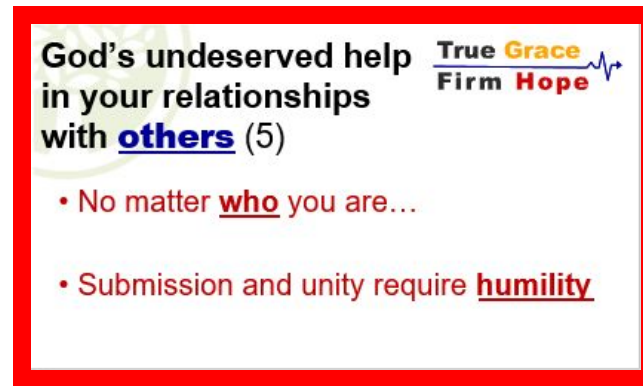 God's undeserved help
in your relationships
with others (5)
True Grace
Firm Hope
• No matter who you are…
• Submission and unity require humility